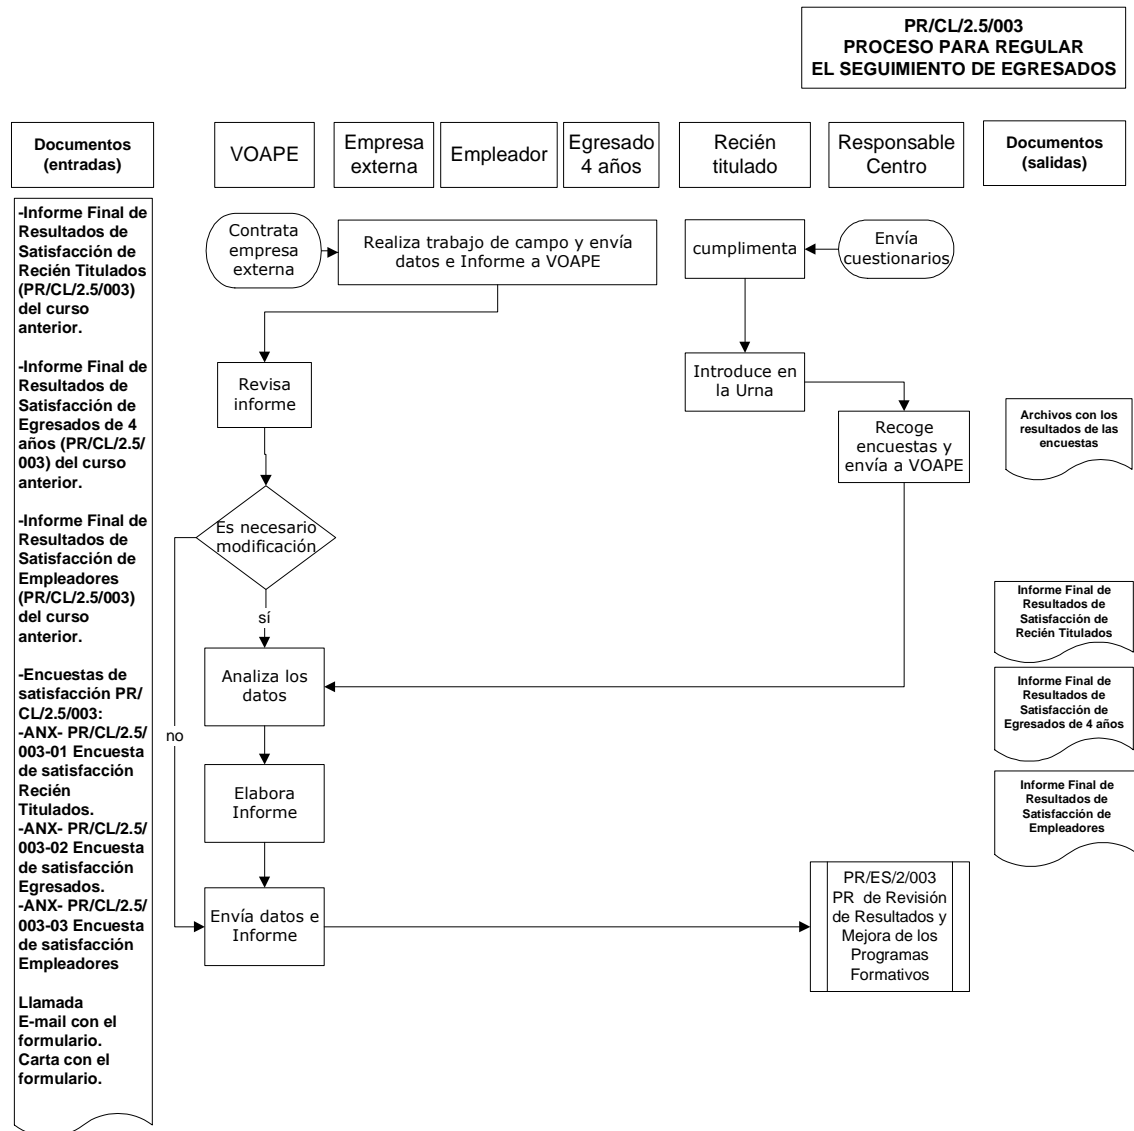 PR/CL/2.5/003
PROCESO PARA REGULAR
EL SEGUIMIENTO DE EGRESADOS
Documentos
(entradas)
VOAPE
Empresa
externa
Empleador
Egresado
4 años
Recién
titulado
Responsable
Centro
Documentos
(salidas)
-Informe Final de
Resultados de
Satisfacción de
Recién Titulados
(PR/CL/2.5/003)
del curso
anterior.
-Informe Final de
Resultados de
Satisfacción de
Egresados de 4
años (PR/CL/2.5/
003) del curso
anterior.
-Informe Final de
Resultados de
Satisfacción de
Empleadores
(PR/CL/2.5/003)
del curso
anterior.
-Encuestas de
satisfacción PR/
CL/2.5/003:
-ANX- PR/CL/2.5/
003-01 Encuesta
de satisfacción
Recién
Titulados.
-ANX- PR/CL/2.5/
003-02 Encuesta
de satisfacción
Egresados.
-ANX- PR/CL/2.5/
003-03 Encuesta
de satisfacción
Empleadores
Llamada
E-mail con el
formulario.
Carta con el
formulario.
Contrata
empresa
externa
Realiza trabajo de campo y envía
datos e Informe a VOAPE
cumplimenta
Envía
cuestionarios
Revisa
informe
Introduce en
la Urna
Recoge
encuestas y
envía a VOAPE
Archivos con los
resultados de las
encuestas
Es necesario
modificación
sí
no
Analiza los
datos
Elabora
Informe
Envía datos e
Informe
Informe Final de
Resultados de
Satisfacción de
Recién Titulados
Informe Final de
Resultados de
Satisfacción de
Egresados de 4 años
Informe Final de
Resultados de
Satisfacción de
Empleadores
PR/ES/2/003
PR de Revisión
de Resultados y
Mejora de los
Programas
Formativos